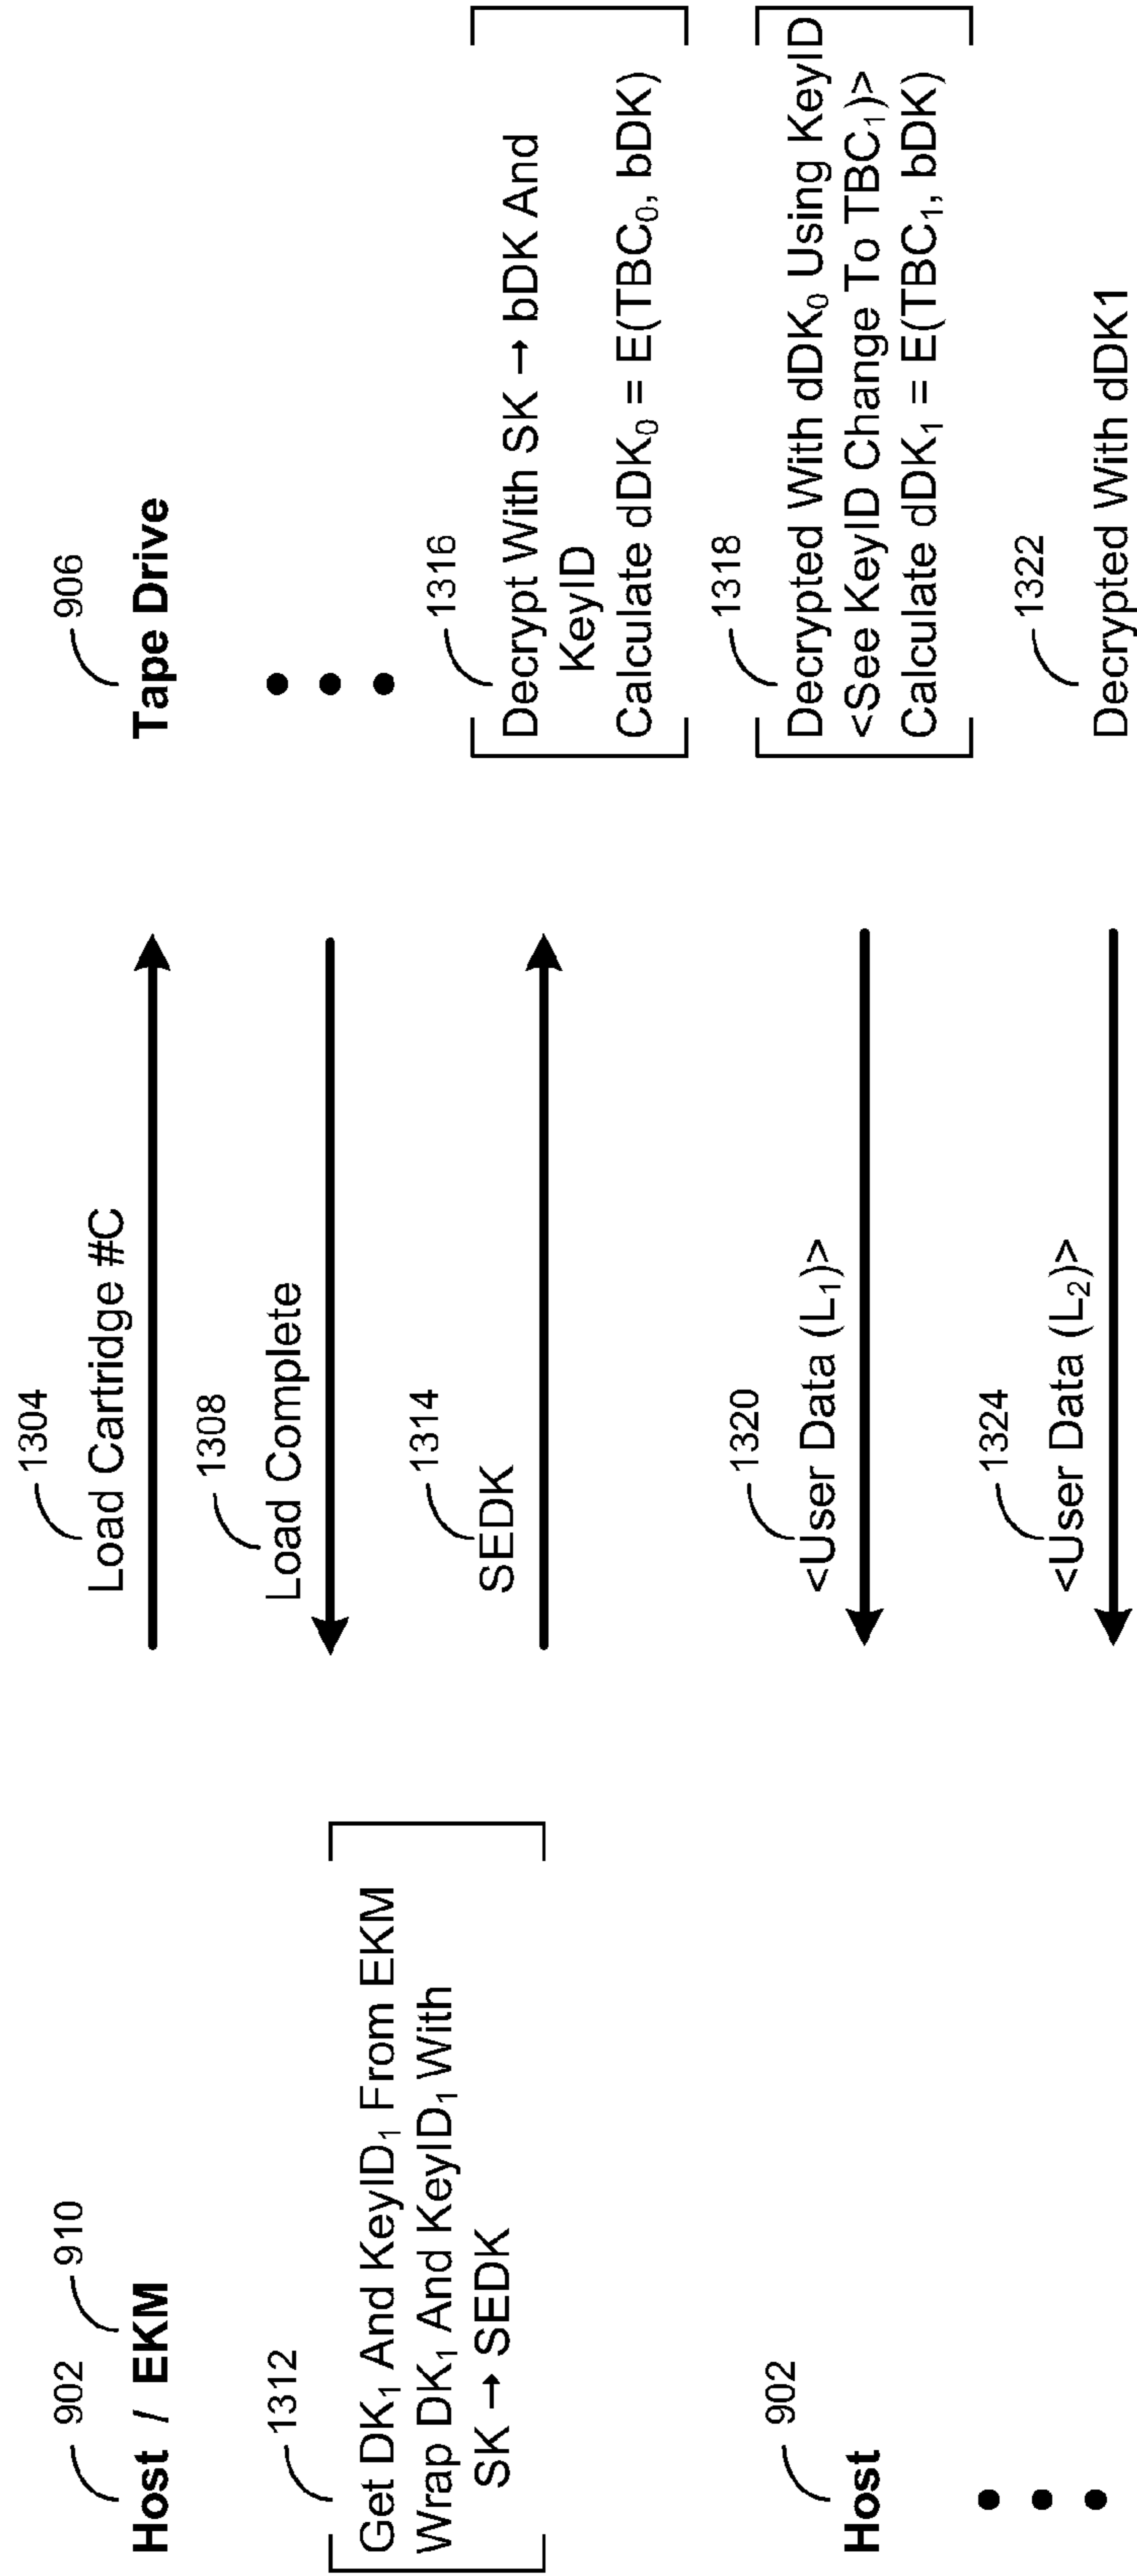 902
910
Host / EKM
906
Tape Drive
1304
Load Cartridge #C
1308
Load Complete
1312
Get DK₁ And KeyID₁ From EKM
Wrap DK₁ And KeyID₁ With
SK → SEDK
1314
SEDK
1316
Decrypt With SK → bDK And
KeyID
Calculate dDK₀ = E(TBC₀, bDK)
902
Host
1318
Decrypted With dDK₀ Using KeyID
<See KeyID Change To TBC₁)>
Calculate dDK₁ = E(TBC₁, bDK)
1320
<User Data (L₁)>
1322
Decrypted With dDK1
1324
<User Data (L₂)>